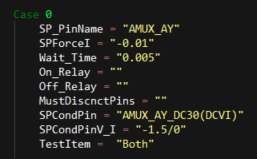 Case 0
SP_PinName = "AMUX_AY"
SPForceI = "-0.01"
Wait_Time = "0.005"
On_Relay = ""
Off_Relay = ""
MustDiscnctPins = ""
SPCondPin = "AMUX_AY_DC30(DCVI)"
SPCondPinV_I = "-1.5/0"
TestItem = "Both"